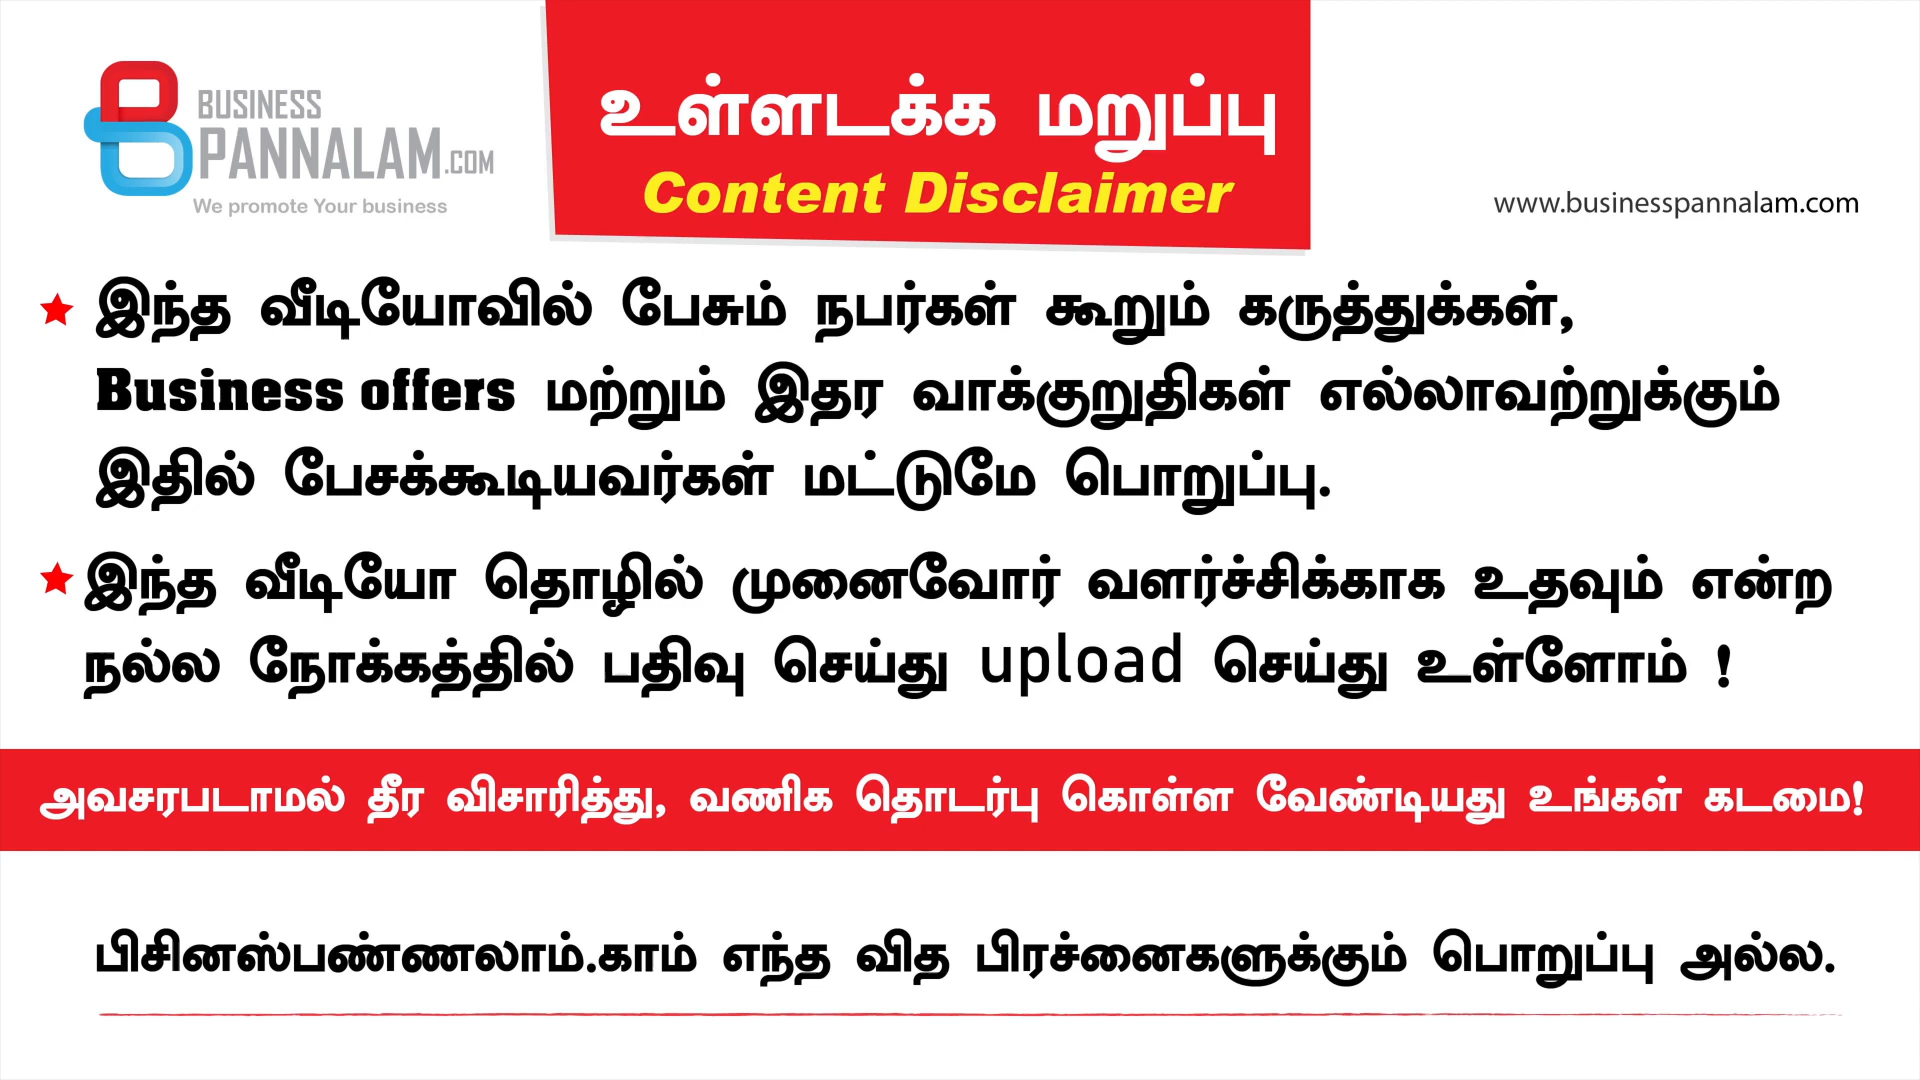 BUSINESS
PANNALAM.COM
We promote Your business
உள்ளடக்க மறுப்பு
Content Disclaimer
www.businesspannalam.com
இந்த வீடியோவில் பேசும் நபர்கள் கூறும் கருத்துக்கள்,
Business offers மற்றும் இதர வாக்குறுதிகள் எல்லாவற்றுக்கும்
இதில் பேசக்கூடியவர்கள் மட்டுமே பொறுப்பு.
இந்த வீடியோ தொழில் முனைவோர் வளர்ச்சிக்காக உதவும் என்ற
நல்ல நோக்கத்தில் பதிவு செய்து upload செய்து உள்ளோம் !
அவசரபடாமல் தீர விசாரித்து, வணிக தொடர்பு கொள்ள வேண்டியது உங்கள் கடமை!
பிசினஸ்பண்ணலாம்.காம் எந்த வித பிரச்னைகளுக்கும் பொறுப்பு அல்ல.